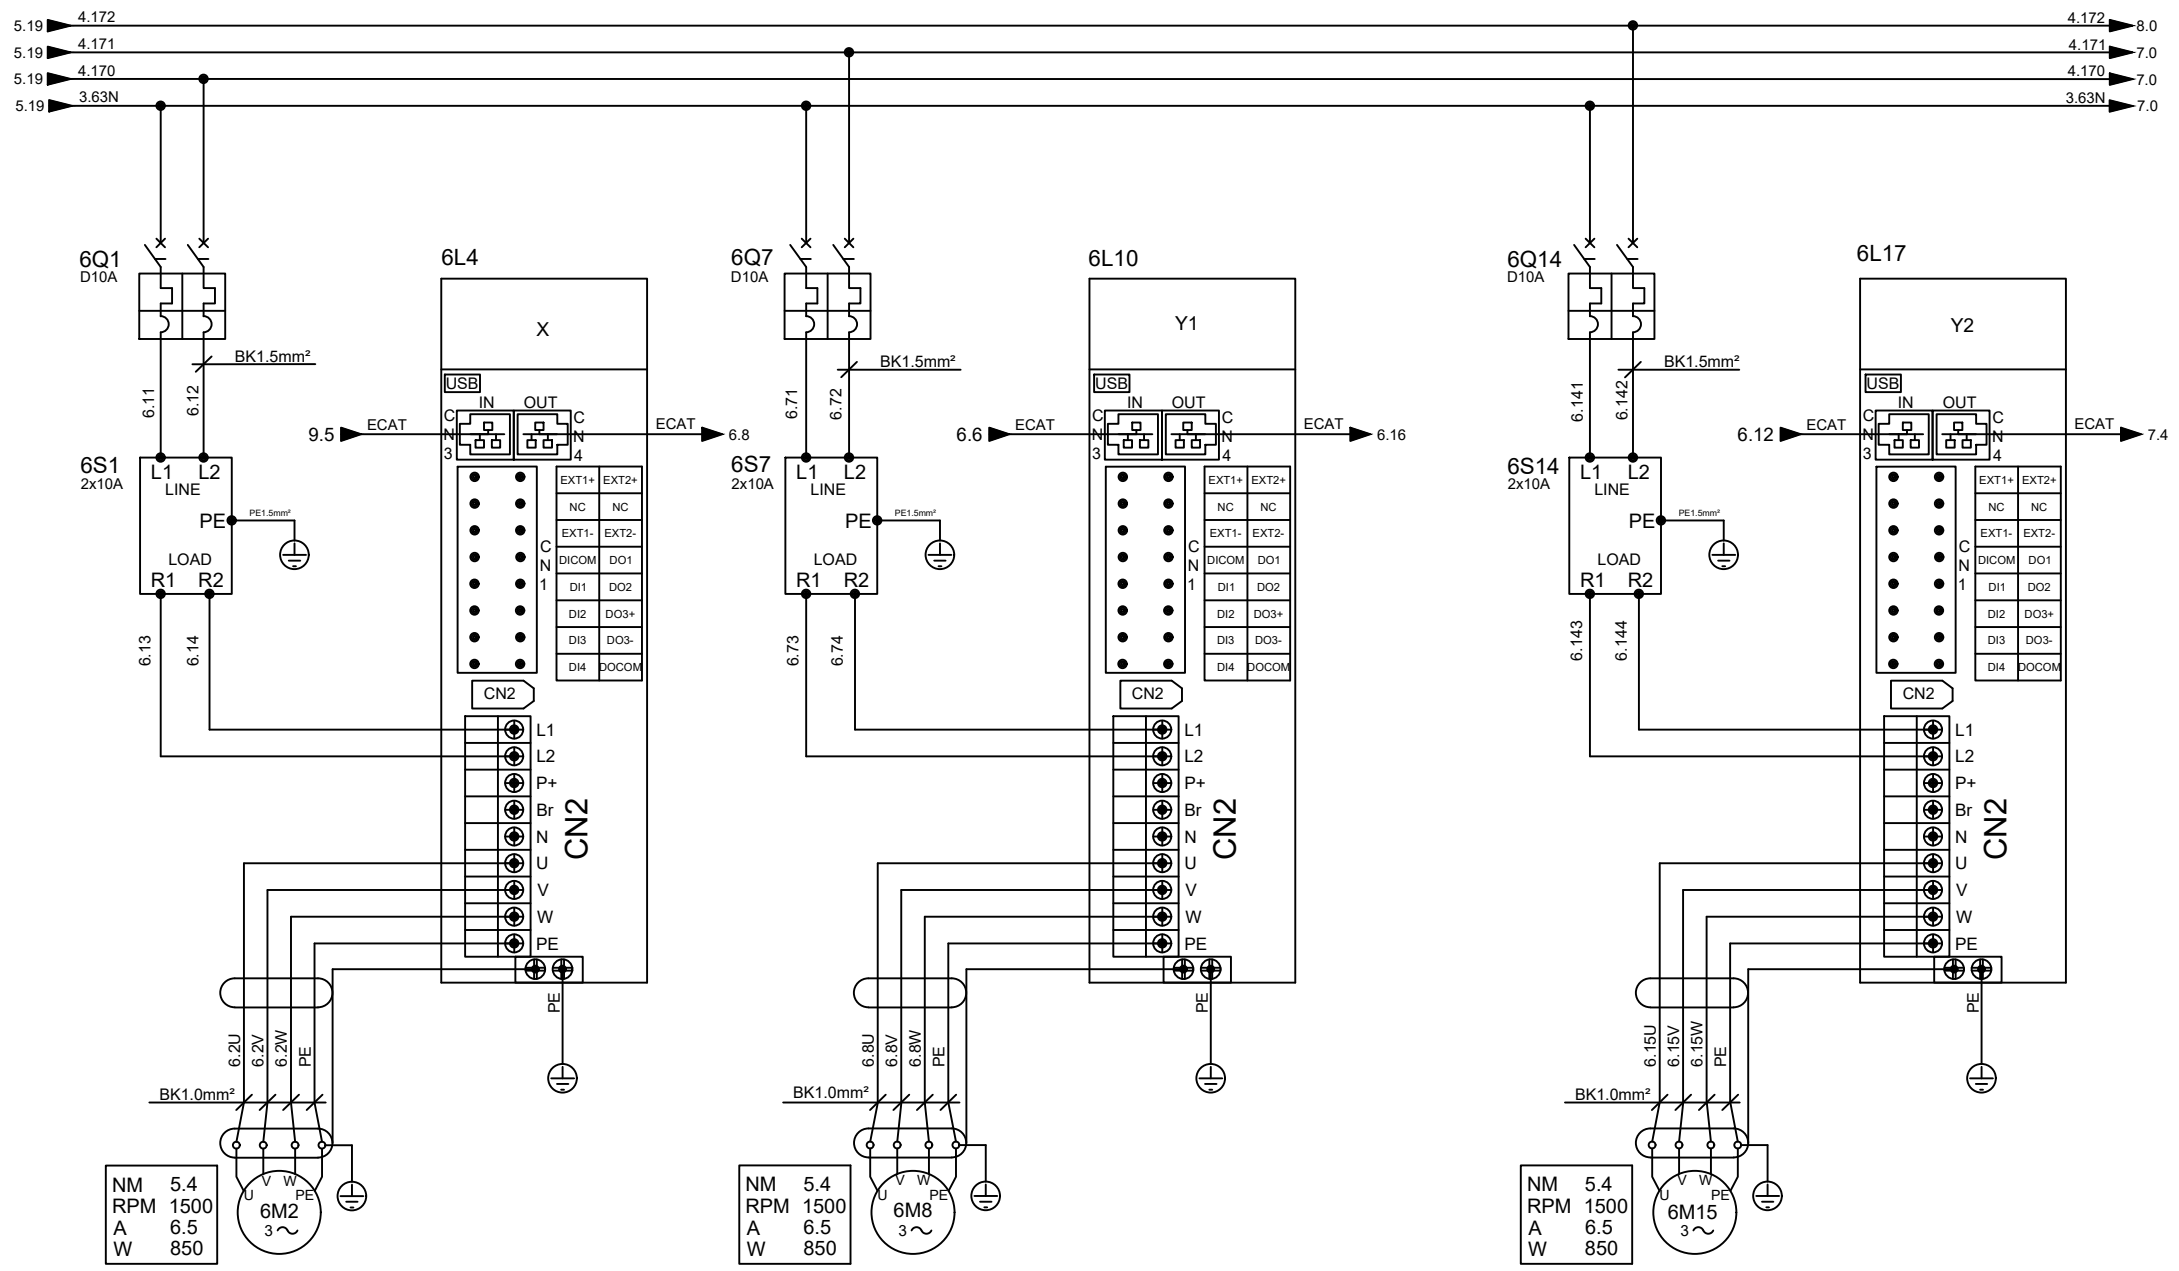 5.19 4.172 4.172 8.0
5.19 4.171 4.171 7.0
5.19 4.170 4.170 7.0
5.19 3.63N 3.63N 7.0
6Q1
D10A
BK1.5mm²
6.11
6.12
6S1
2x10A
L1 L2
LINE
PE
PE1.5mm²
LOAD
R1 R2
6.13
6.14
6L4
X
USB
IN OUT
CN3
CN4
9.5 ECAT
ECAT 6.8
CN1
EXT1+ EXT2+
NC NC
EXT1- EXT2-
DICOM DO1
DI1 DO2
DI2 DO3+
DI3 DO3-
DI4 DOCOM
CN2
L1
L2
P+
Br
N
U
V
W
PE
CN2
PE
6.2U
6.2V
6.2W
PE
BK1.0mm²
U V W PE
6M2
3
NM 5.4
RPM 1500
A 6.5
W 850
6Q7
D10A
BK1.5mm²
6.71
6.72
6S7
2x10A
L1 L2
LINE
PE
PE1.5mm²
LOAD
R1 R2
6.73
6.74
6L10
Y1
USB
IN OUT
CN3
CN4
6.6 ECAT
ECAT 6.16
CN1
EXT1+ EXT2+
NC NC
EXT1- EXT2-
DICOM DO1
DI1 DO2
DI2 DO3+
DI3 DO3-
DI4 DOCOM
CN2
L1
L2
P+
Br
N
U
V
W
PE
CN2
PE
6.8U
6.8V
6.8W
PE
BK1.0mm²
U V W PE
6M8
3
NM 5.4
RPM 1500
A 6.5
W 850
6Q14
D10A
BK1.5mm²
6.141
6.142
6S14
2x10A
L1 L2
LINE
PE
PE1.5mm²
LOAD
R1 R2
6.143
6.144
6L17
Y2
USB
IN OUT
CN3
CN4
6.12 ECAT
ECAT 7.4
CN1
EXT1+ EXT2+
NC NC
EXT1- EXT2-
DICOM DO1
DI1 DO2
DI2 DO3+
DI3 DO3-
DI4 DOCOM
CN2
L1
L2
P+
Br
N
U
V
W
PE
CN2
PE
6.15U
6.15V
6.15W
PE
BK1.0mm²
U V W PE
6M15
3
NM 5.4
RPM 1500
A 6.5
W 850